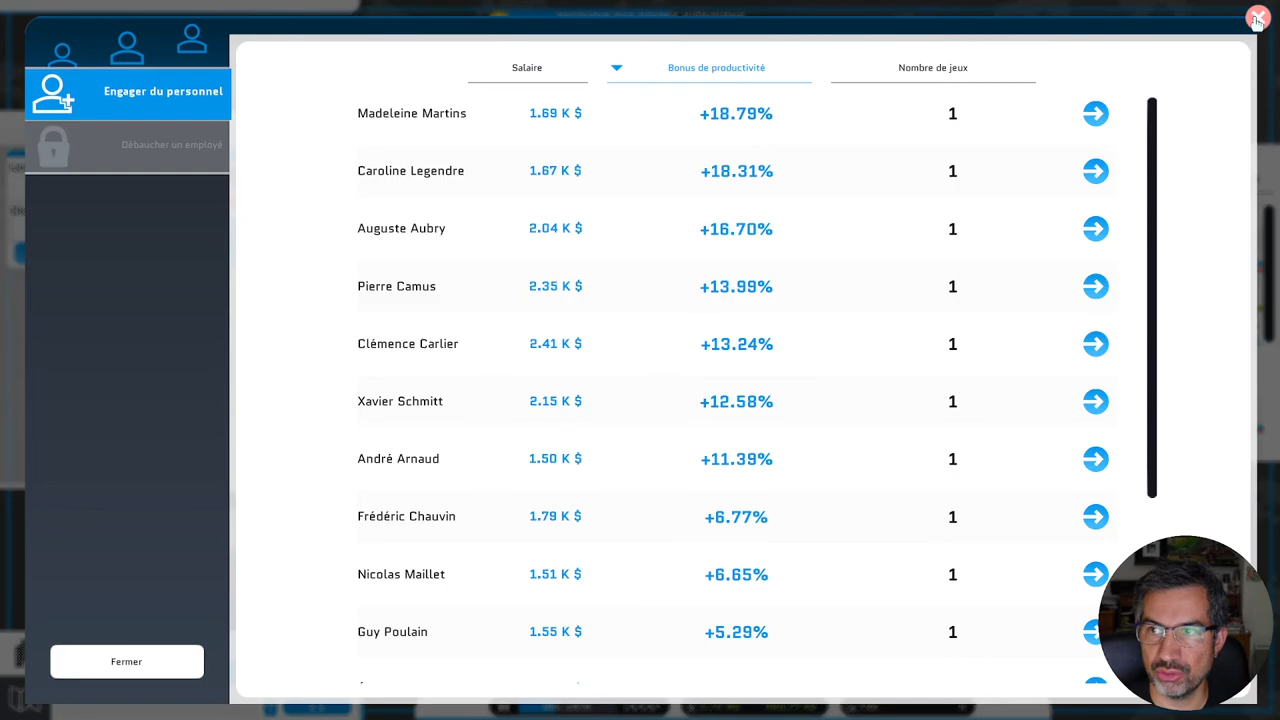 Salaire Bonus de productivité Nombre de jeux
Engager du personnel
Débaucher un employé
Madeleine Martins 1.69 K $ +18.79% 1
Caroline Legendre 1.67 K $ +18.31% 1
Auguste Aubry 2.04 K $ +16.70% 1
Pierre Camus 2.35 K $ +13.99% 1
Clémence Carlier 2.41 K $ +13.24% 1
Xavier Schmitt 2.15 K $ +12.58% 1
André Arnaud 1.50 K $ +11.39% 1
Frédéric Chauvin 1.79 K $ +6.77% 1
Nicolas Maillet 1.51 K $ +6.65% 1
Guy Poulain 1.55 K $ +5.29% 1
Fermer